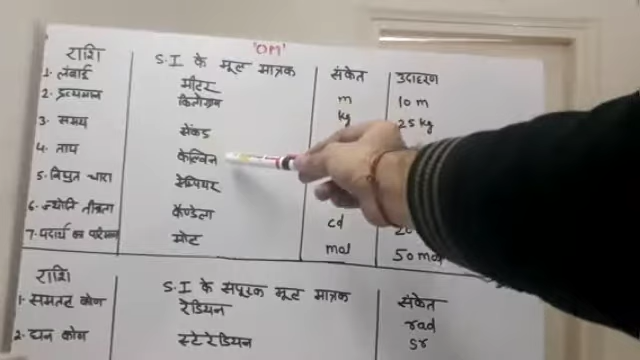 'OM'
राशि S.I के मूल मात्रक संकेत उदाहरण
1. लंबाई मीटर m 10 m
2. द्रव्यमान किलोग्राम kg 25 kg
3. समय सेकंड
4. ताप केल्विन
5. विधुत धारा ऐम्पियर
6. ज्योति तीव्रता कैण्डेला cd 20
7. पदार्थ का परिमाण मोल mol 50 mol
राशि S.I के संपूरक मूल मात्रक संकेत
1. समतल कोण रेडियन rad
2. घन कोण स्टेरेडियन sr